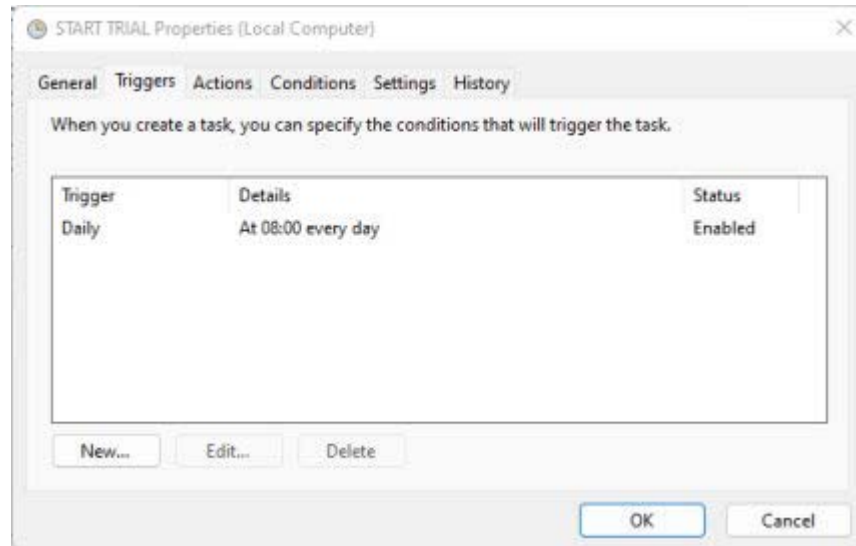 START TRIAL Properties (Local Computer)
General Triggers Actions Conditions Settings History
When you create a task, you can specify the conditions that will trigger the task.
Trigger Details Status
Daily At 08:00 every day Enabled
New... Edit... Delete
OK Cancel